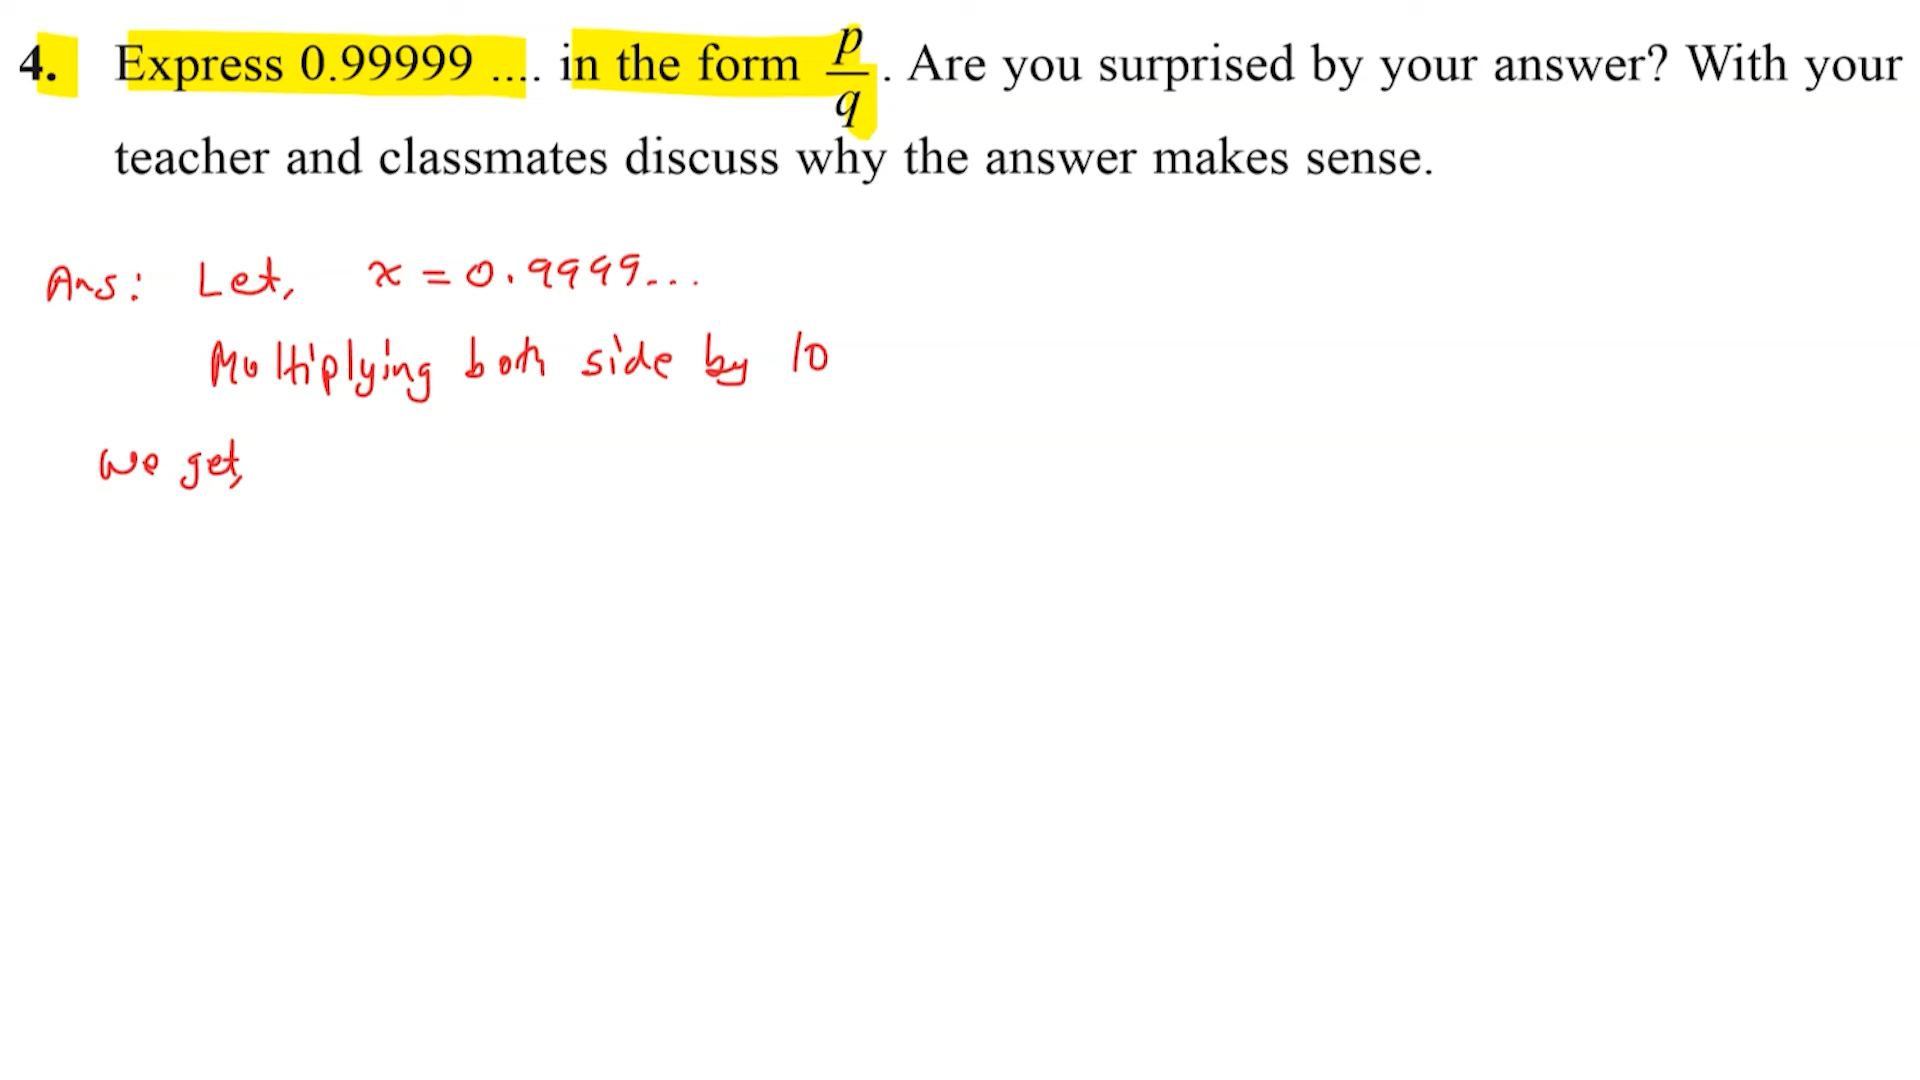 4. Express 0.99999 .... in the form p/q. Are you surprised by your answer? With your
teacher and classmates discuss why the answer makes sense.
Ans: Let, x = 0.9999...
Multiplying both side by 10
we get,